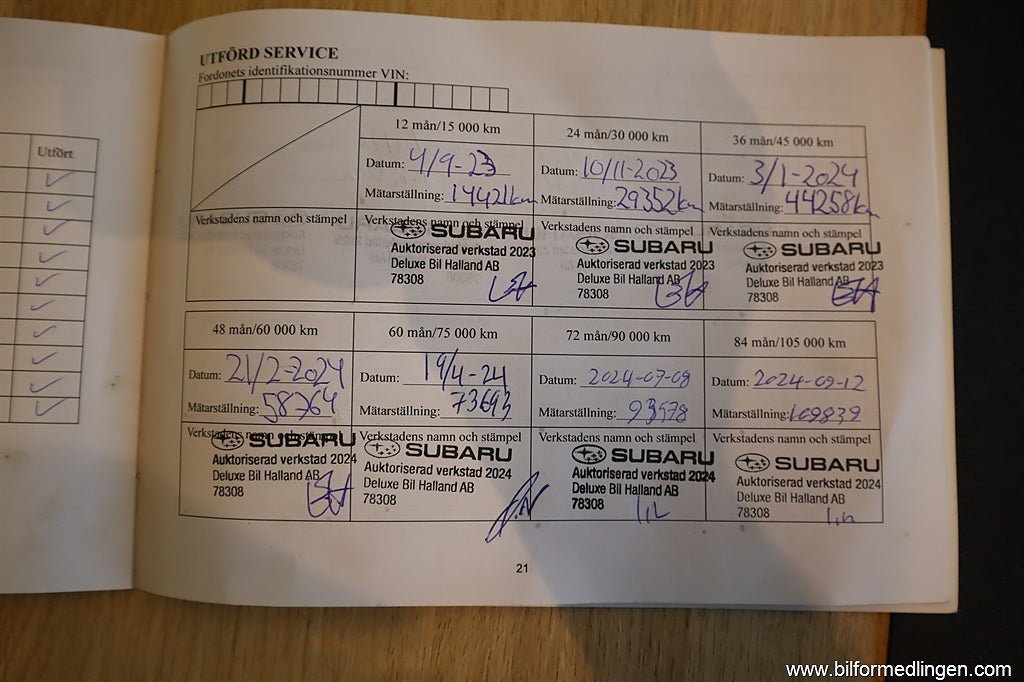 Utfört
UTFÖRD SERVICE
Fordonets identifikationsnummer VIN:
12 mån/15 000 km
24 mån/30 000 km
36 mån/45 000 km
Datum: 4/9-23
Datum: 10/11-2023
Datum: 3/1-2024
Mätarställning: 14421km
Mätarställning: 29352km
Mätarställning: 44258km
Verkstadens namn och stämpel
Verkstadens namn och stämpel
SUBARU
Auktoriserad verkstad 2023
Deluxe Bil Halland AB
78308
Verkstadens namn och stämpel
SUBARU
Auktoriserad verkstad 2023
Deluxe Bil Halland AB
78308
Verkstadens namn och stämpel
SUBARU
Auktoriserad verkstad 2023
Deluxe Bil Halland AB
78308
48 mån/60 000 km
60 mån/75 000 km
72 mån/90 000 km
84 mån/105 000 km
Datum: 21/2-2024
Datum: 19/4-24
Datum: 2024-07-09
Datum: 2024-09-12
Mätarställning: 58764
Mätarställning: 73693
Mätarställning: 93578
Mätarställning: 109839
Verkstadens namn och stämpel
SUBARU
Auktoriserad verkstad 2024
Deluxe Bil Halland AB
78308
Verkstadens namn och stämpel
SUBARU
Auktoriserad verkstad 2024
Deluxe Bil Halland AB
78308
Verkstadens namn och stämpel
SUBARU
Auktoriserad verkstad 2024
Deluxe Bil Halland AB
78308
Verkstadens namn och stämpel
SUBARU
Auktoriserad verkstad 2024
Deluxe Bil Halland AB
78308
21
www.bilformedlingen.com